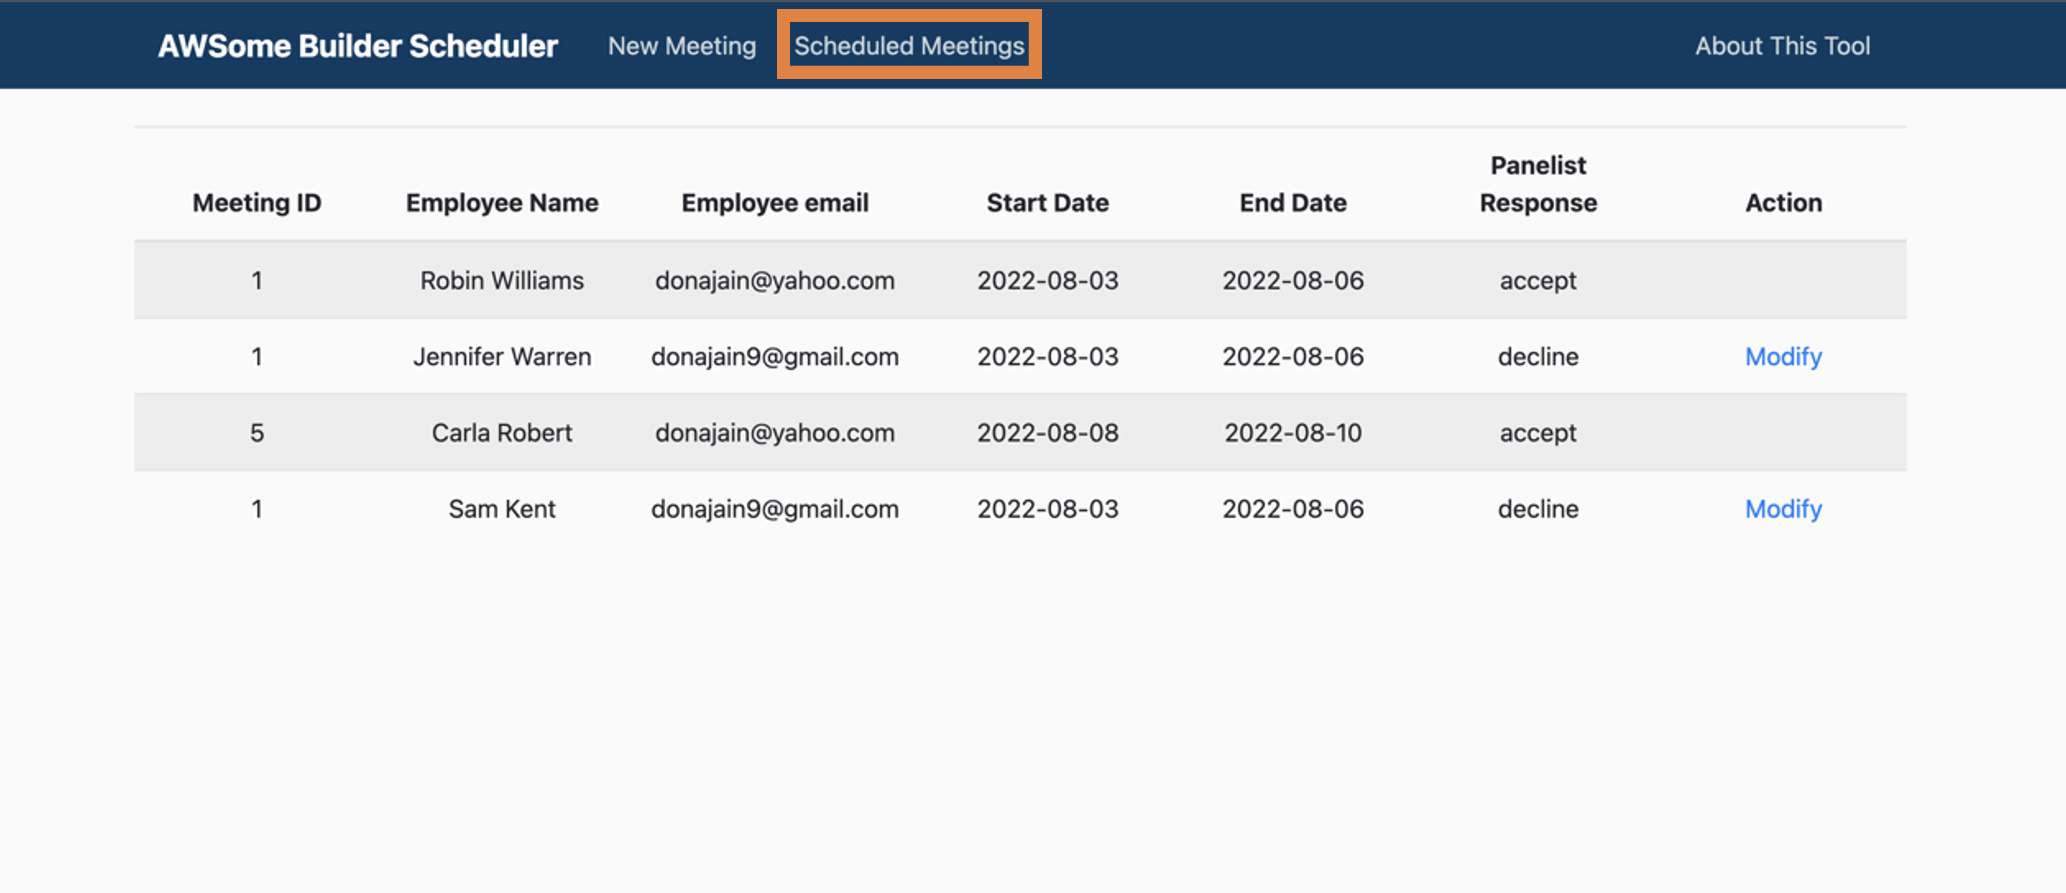 AWSome Builder Scheduler New Meeting Scheduled Meetings About This Tool
Meeting ID Employee Name Employee email Start Date End Date Panelist Response Action
1 Robin Williams donajain@yahoo.com 2022-08-03 2022-08-06 accept
1 Jennifer Warren donajain9@gmail.com 2022-08-03 2022-08-06 decline Modify
5 Carla Robert donajain@yahoo.com 2022-08-08 2022-08-10 accept
1 Sam Kent donajain9@gmail.com 2022-08-03 2022-08-06 decline Modify